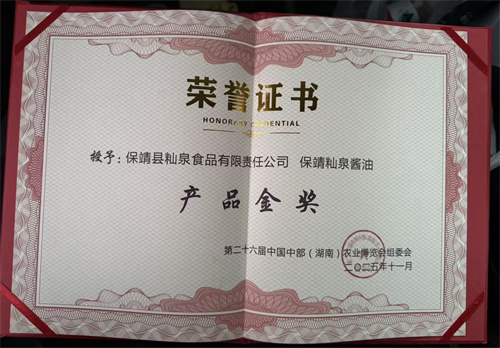 荣誉证书
HONORARY CREDENTIAL
授予：保靖县籼泉食品有限责任公司 保靖籼泉酱油
产品金奖
第二十六届中国中部（湖南）农业博览会组委会
二〇二五年十一月